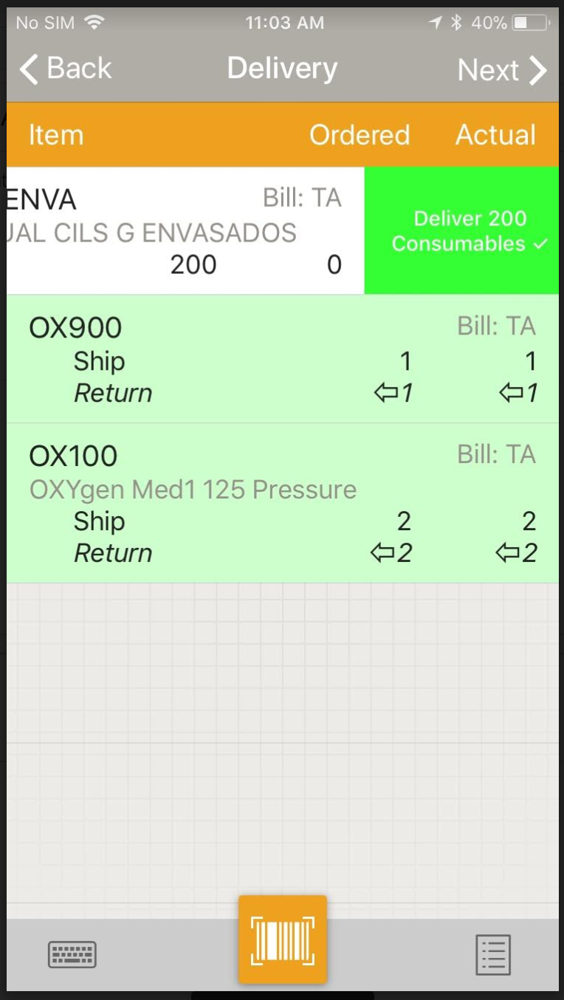 No SIM 11:03 AM 40%
Back Delivery Next
Item Ordered Actual
ENVA Bill: TA
UAL CILS G ENVASADOS
200 0
Deliver 200
Consumables ✓
OX900 Bill: TA
Ship 1 1
Return ⇦1 ⇦1
OX100 Bill: TA
OXYgen Med1 125 Pressure
Ship 2 2
Return ⇦2 ⇦2